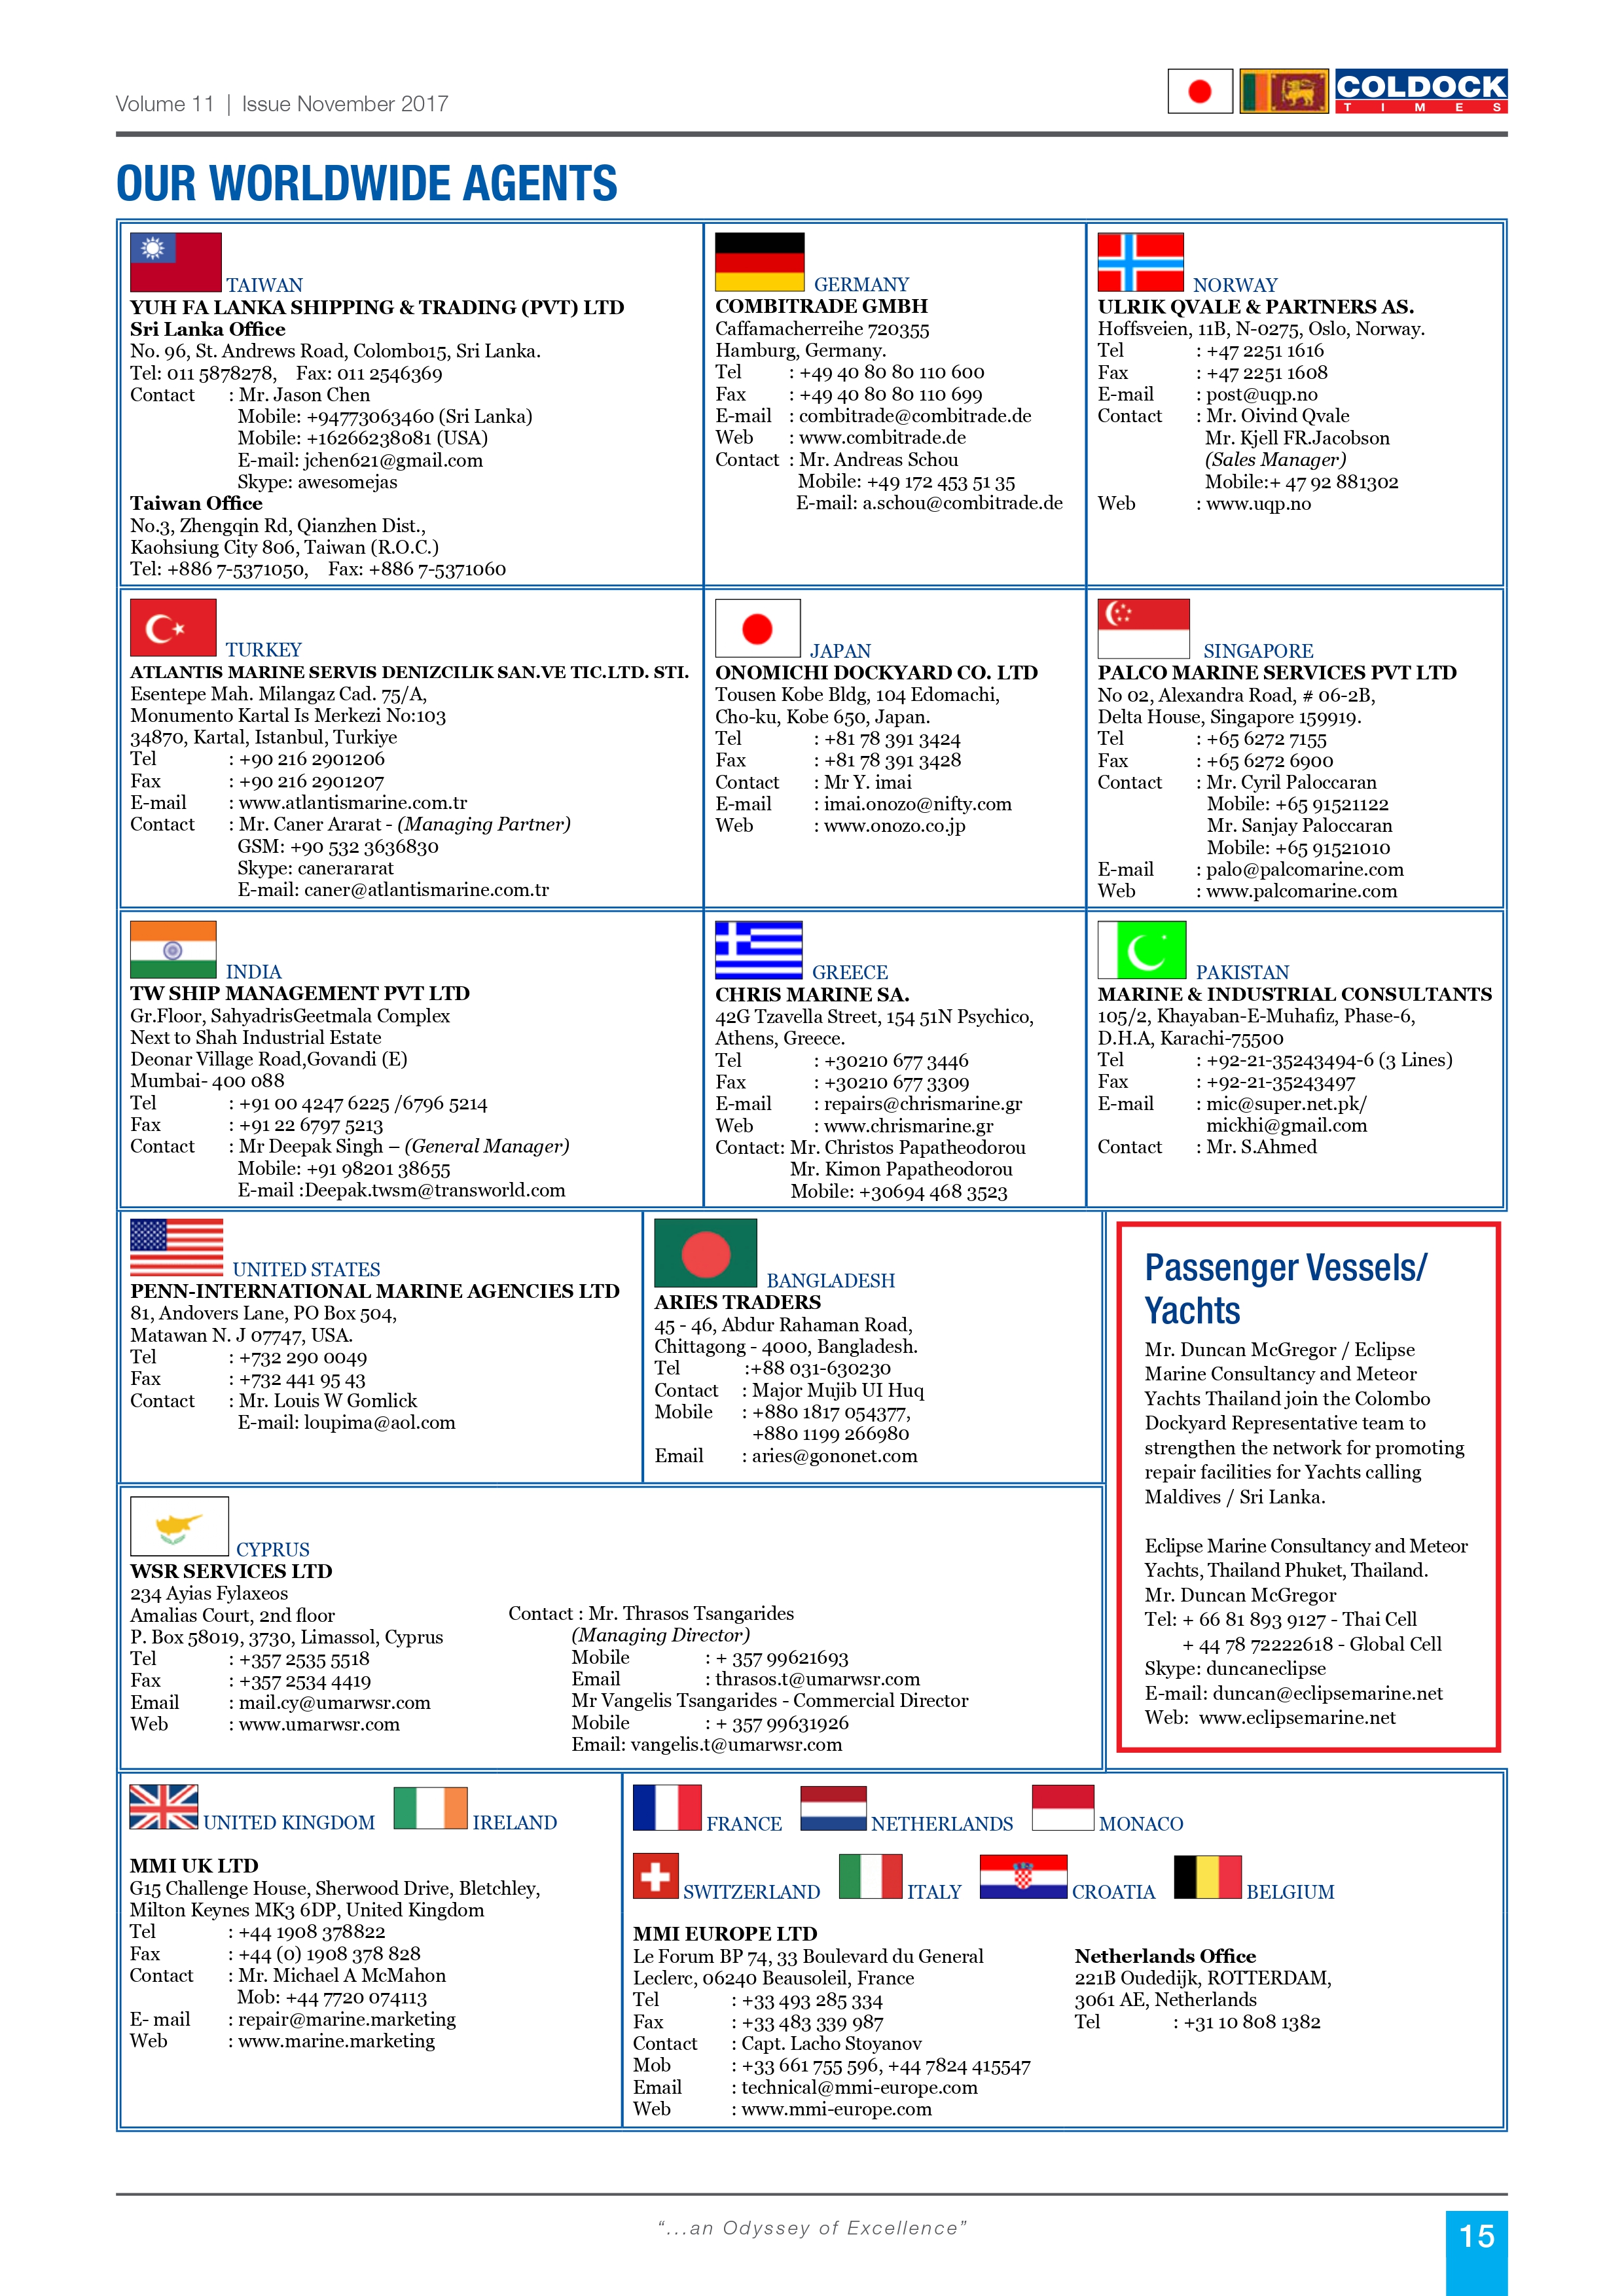 Volume 11 | Issue November 2017
COLDOCK
TIMES
OUR WORLDWIDE AGENTS
TAIWAN
YUH FA LANKA SHIPPING & TRADING (PVT) LTD
Sri Lanka Office
No. 96, St. Andrews Road, Colombo15, Sri Lanka.
Tel: 011 5878278, Fax: 011 2546369
Contact : Mr. Jason Chen
Mobile: +94773063460 (Sri Lanka)
Mobile: +16266238081 (USA)
E-mail: jchen621@gmail.com
Skype: awesomejas
Taiwan Office
No.3, Zhengqin Rd, Qianzhen Dist.,
Kaohsiung City 806, Taiwan (R.O.C.)
Tel: +886 7-5371050, Fax: +886 7-5371060
GERMANY
COMBITRADE GMBH
Caffamacherreihe 720355
Hamburg, Germany.
Tel : +49 40 80 80 110 600
Fax : +49 40 80 80 110 699
E-mail : combitrade@combitrade.de
Web : www.combitrade.de
Contact : Mr. Andreas Schou
Mobile: +49 172 453 51 35
E-mail: a.schou@combitrade.de
NORWAY
ULRIK QVALE & PARTNERS AS.
Hoffsveien, 11B, N-0275, Oslo, Norway.
Tel : +47 2251 1616
Fax : +47 2251 1608
E-mail : post@uqp.no
Contact : Mr. Oivind Qvale
Mr. Kjell FR.Jacobson
(Sales Manager)
Mobile:+ 47 92 881302
Web : www.uqp.no
TURKEY
ATLANTIS MARINE SERVIS DENIZCILIK SAN.VE TIC.LTD. STI.
Esentepe Mah. Milangaz Cad. 75/A,
Monumento Kartal Is Merkezi No:103
34870, Kartal, Istanbul, Turkiye
Tel : +90 216 2901206
Fax : +90 216 2901207
E-mail : www.atlantismarine.com.tr
Contact : Mr. Caner Ararat - (Managing Partner)
GSM: +90 532 3636830
Skype: canerararat
E-mail: caner@atlantismarine.com.tr
JAPAN
ONOMICHI DOCKYARD CO. LTD
Tousen Kobe Bldg, 104 Edomachi,
Cho-ku, Kobe 650, Japan.
Tel : +81 78 391 3424
Fax : +81 78 391 3428
Contact : Mr Y. imai
E-mail : imai.onozo@nifty.com
Web : www.onozo.co.jp
SINGAPORE
PALCO MARINE SERVICES PVT LTD
No 02, Alexandra Road, # 06-2B,
Delta House, Singapore 159919.
Tel : +65 6272 7155
Fax : +65 6272 6900
Contact : Mr. Cyril Paloccaran
Mobile: +65 91521122
Mr. Sanjay Paloccaran
Mobile: +65 91521010
E-mail : palo@palcomarine.com
Web : www.palcomarine.com
INDIA
TW SHIP MANAGEMENT PVT LTD
Gr.Floor, SahyadrisGeetmala Complex
Next to Shah Industrial Estate
Deonar Village Road,Govandi (E)
Mumbai- 400 088
Tel : +91 00 4247 6225 /6796 5214
Fax : +91 22 6797 5213
Contact : Mr Deepak Singh – (General Manager)
Mobile: +91 98201 38655
E-mail :Deepak.twsm@transworld.com
GREECE
CHRIS MARINE SA.
42G Tzavella Street, 154 51N Psychico,
Athens, Greece.
Tel : +30210 677 3446
Fax : +30210 677 3309
E-mail : repairs@chrismarine.gr
Web : www.chrismarine.gr
Contact: Mr. Christos Papatheodorou
Mr. Kimon Papatheodorou
Mobile: +30694 468 3523
PAKISTAN
MARINE & INDUSTRIAL CONSULTANTS
105/2, Khayaban-E-Muhafiz, Phase-6,
D.H.A, Karachi-75500
Tel : +92-21-35243494-6 (3 Lines)
Fax : +92-21-35243497
E-mail : mic@super.net.pk/
mickhi@gmail.com
Contact : Mr. S.Ahmed
UNITED STATES
PENN-INTERNATIONAL MARINE AGENCIES LTD
81, Andovers Lane, PO Box 504,
Matawan N. J 07747, USA.
Tel : +732 290 0049
Fax : +732 441 95 43
Contact : Mr. Louis W Gomlick
E-mail: loupima@aol.com
BANGLADESH
ARIES TRADERS
45 - 46, Abdur Rahaman Road,
Chittagong - 4000, Bangladesh.
Tel :+88 031-630230
Contact : Major Mujib UI Huq
Mobile : +880 1817 054377,
+880 1199 266980
Email : aries@gononet.com
Passenger Vessels/
Yachts
Mr. Duncan McGregor / Eclipse
Marine Consultancy and Meteor
Yachts Thailand join the Colombo
Dockyard Representative team to
strengthen the network for promoting
repair facilities for Yachts calling
Maldives / Sri Lanka.
Eclipse Marine Consultancy and Meteor
Yachts, Thailand Phuket, Thailand.
Mr. Duncan McGregor
Tel: + 66 81 893 9127 - Thai Cell
+ 44 78 72222618 - Global Cell
Skype: duncaneclipse
E-mail: duncan@eclipsemarine.net
Web: www.eclipsemarine.net
CYPRUS
WSR SERVICES LTD
234 Ayias Fylaxeos
Amalias Court, 2nd floor
P. Box 58019, 3730, Limassol, Cyprus
Tel : +357 2535 5518
Fax : +357 2534 4419
Email : mail.cy@umarwsr.com
Web : www.umarwsr.com
Contact : Mr. Thrasos Tsangarides
(Managing Director)
Mobile : + 357 99621693
Email : thrasos.t@umarwsr.com
Mr Vangelis Tsangarides - Commercial Director
Mobile : + 357 99631926
Email: vangelis.t@umarwsr.com
UNITED KINGDOM IRELAND
MMI UK LTD
G15 Challenge House, Sherwood Drive, Bletchley,
Milton Keynes MK3 6DP, United Kingdom
Tel : +44 1908 378822
Fax : +44 (0) 1908 378 828
Contact : Mr. Michael A McMahon
Mob: +44 7720 074113
E- mail : repair@marine.marketing
Web : www.marine.marketing
FRANCE NETHERLANDS MONACO
SWITZERLAND ITALY CROATIA BELGIUM
MMI EUROPE LTD
Le Forum BP 74, 33 Boulevard du General
Leclerc, 06240 Beausoleil, France
Tel : +33 493 285 334
Fax : +33 483 339 987
Contact : Capt. Lacho Stoyanov
Mob : +33 661 755 596, +44 7824 415547
Email : technical@mmi-europe.com
Web : www.mmi-europe.com
Netherlands Office
221B Oudedijk, ROTTERDAM,
3061 AE, Netherlands
Tel : +31 10 808 1382
“...an Odyssey of Excellence”
15